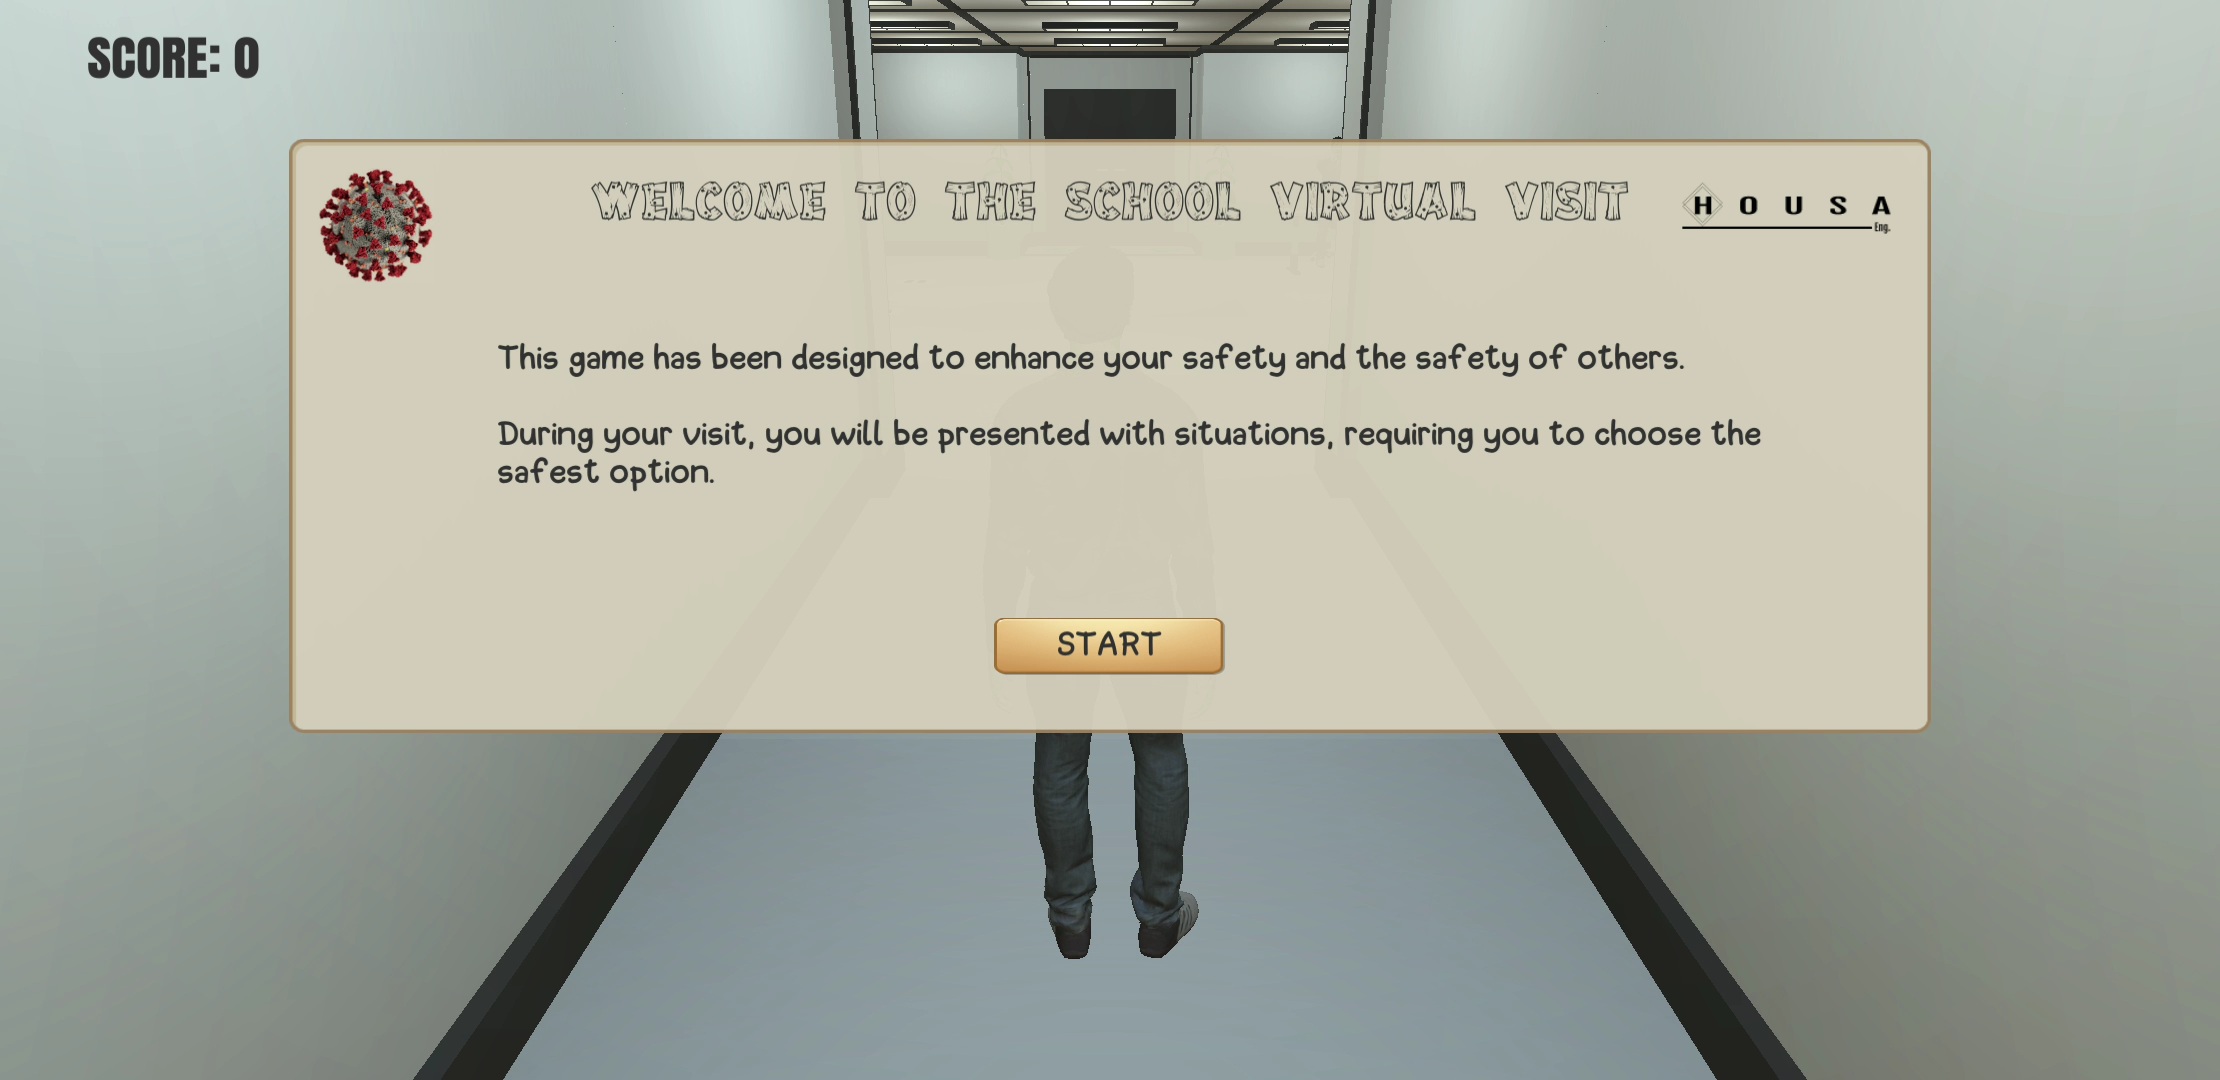 SCORE: 0
WELCOME TO THE SCHOOL VIRTUAL VISIT
HOUSA
Eng.
This game has been designed to enhance your safety and the safety of others.
During your visit, you will be presented with situations, requiring you to choose the
safest option.
START